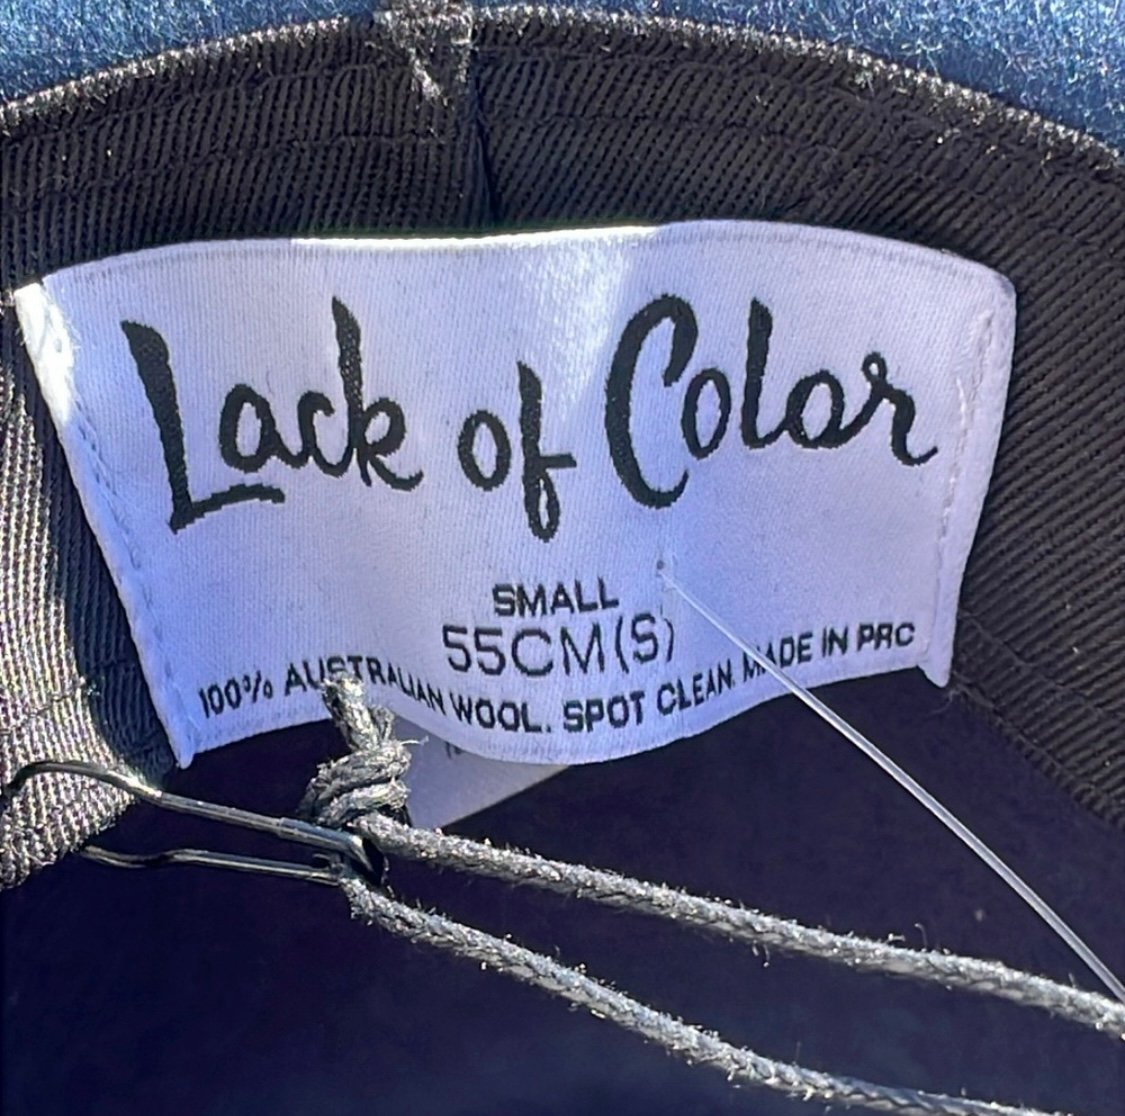 Lack of Color
SMALL
55CM(S)
100% AUSTRALIAN WOOL. SPOT CLEAN. MADE IN PRC